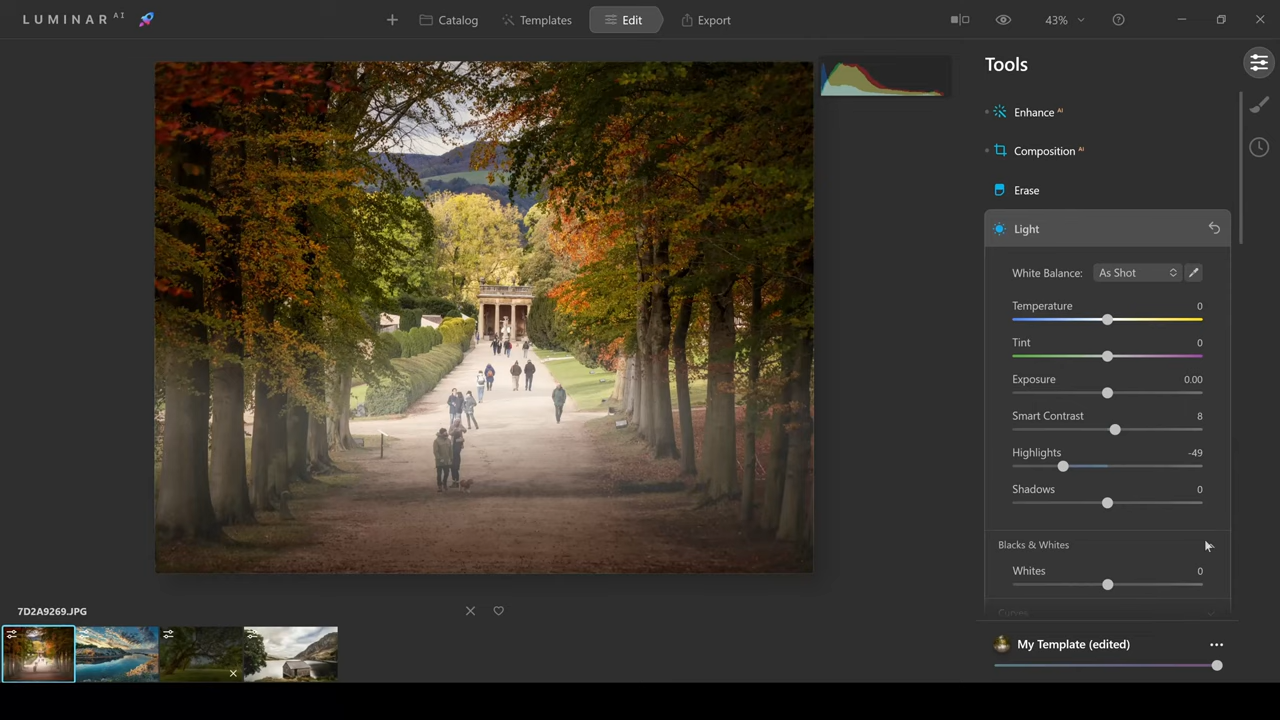 LUMINAR AI
Catalog
Templates
Edit
Export
43%
Tools
Enhance AI
Composition AI
Erase
Light
White Balance: As Shot
Temperature 0
Tint 0
Exposure 0.00
Smart Contrast 8
Highlights -49
Shadows 0
Blacks & Whites
Whites 0
Curves
7D2A9269.JPG
My Template (edited)